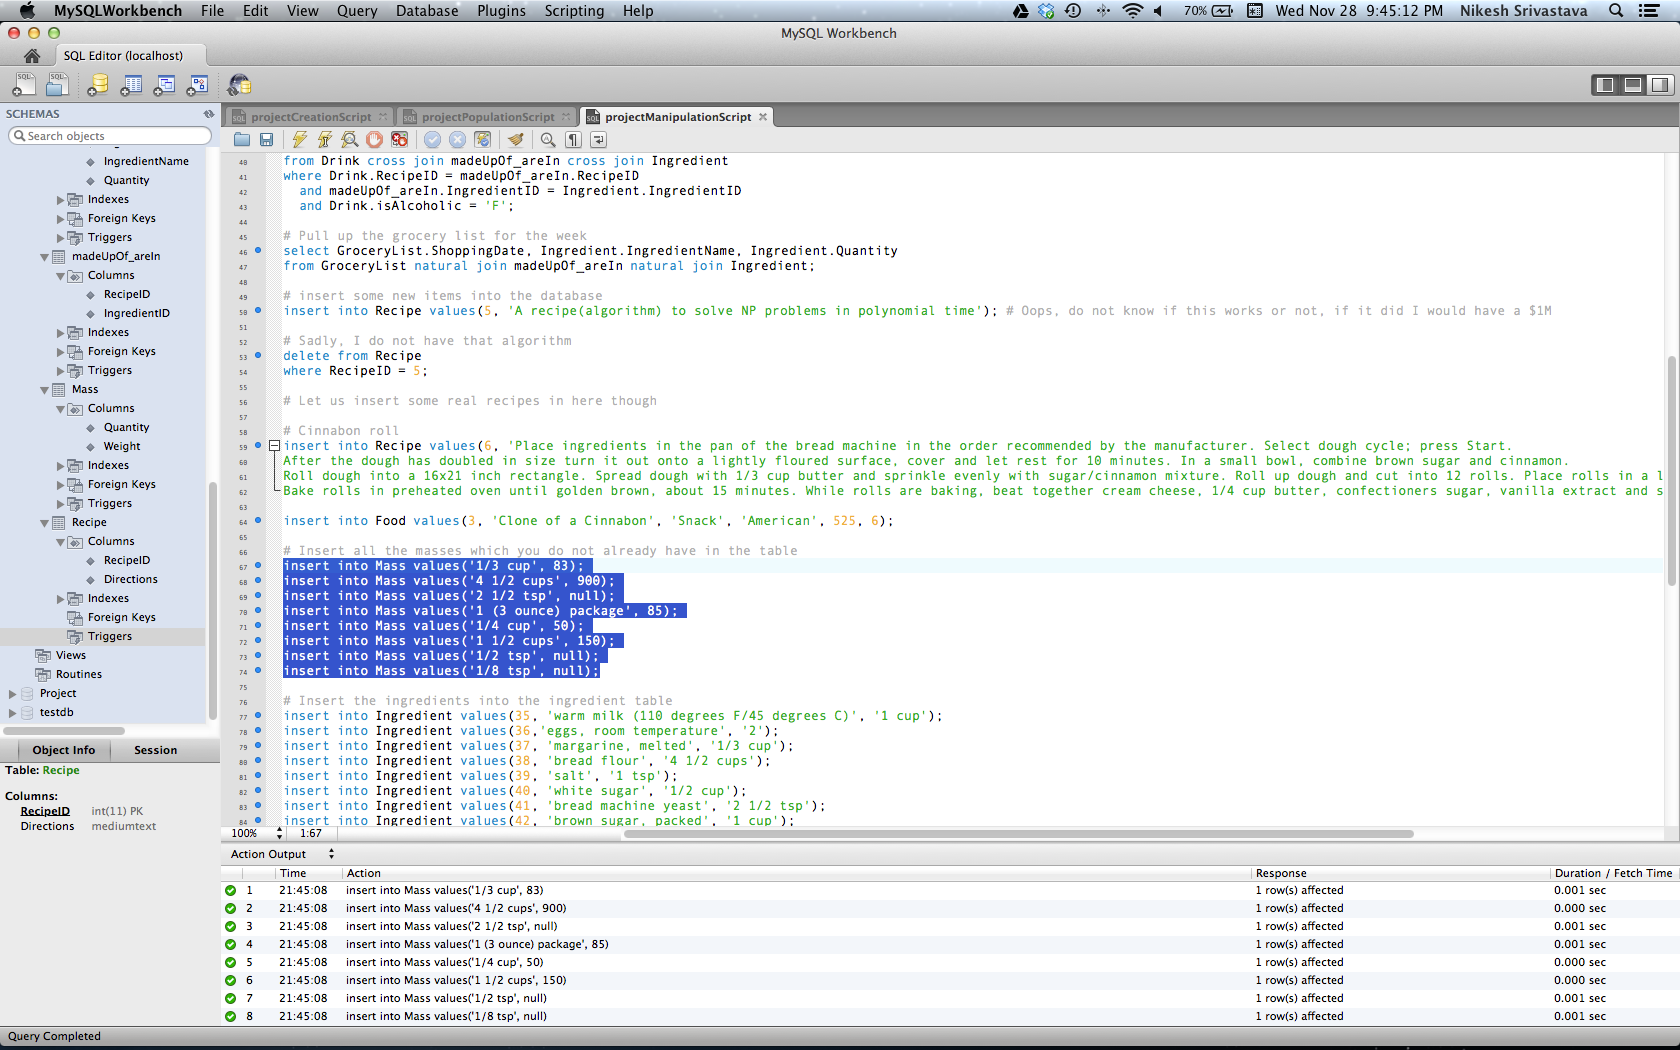 MySQLWorkbench File Edit View Query Database Plugins Scripting Help 70% Wed Nov 28 9:45:12 PM Nikesh Srivastava
MySQL Workbench
SQL Editor (localhost)
SCHEMAS
Search objects
IngredientName
Quantity
Indexes
Foreign Keys
Triggers
madeUpOf_areIn
Columns
RecipeID
IngredientID
Indexes
Foreign Keys
Triggers
Mass
Columns
Quantity
Weight
Indexes
Foreign Keys
Triggers
Recipe
Columns
RecipeID
Directions
Indexes
Foreign Keys
Triggers
Views
Routines
Project
testdb
Object Info Session
Table: Recipe
Columns:
RecipeID int(11) PK
Directions mediumtext
projectCreationScript projectPopulationScript projectManipulationScript
40 from Drink cross join madeUpOf_areIn cross join Ingredient
41 where Drink.RecipeID = madeUpOf_areIn.RecipeID
42 and madeUpOf_areIn.IngredientID = Ingredient.IngredientID
43 and Drink.isAlcoholic = 'F';
44
45 # Pull up the grocery list for the week
46 select GroceryList.ShoppingDate, Ingredient.IngredientName, Ingredient.Quantity
47 from GroceryList natural join madeUpOf_areIn natural join Ingredient;
48
49 # insert some new items into the database
50 insert into Recipe values(5, 'A recipe(algorithm) to solve NP problems in polynomial time'); # Oops, do not know if this works or not, if it did I would have a $1M
51
52 # Sadly, I do not have that algorithm
53 delete from Recipe
54 where RecipeID = 5;
55
56 # Let us insert some real recipes in here though
57
58 # Cinnabon roll
59 insert into Recipe values(6, 'Place ingredients in the pan of the bread machine in the order recommended by the manufacturer. Select dough cycle; press Start.
60 After the dough has doubled in size turn it out onto a lightly floured surface, cover and let rest for 10 minutes. In a small bowl, combine brown sugar and cinnamon.
61 Roll dough into a 16x21 inch rectangle. Spread dough with 1/3 cup butter and sprinkle evenly with sugar/cinnamon mixture. Roll up dough and cut into 12 rolls. Place rolls in a l
62 Bake rolls in preheated oven until golden brown, about 15 minutes. While rolls are baking, beat together cream cheese, 1/4 cup butter, confectioners sugar, vanilla extract and s
63
64 insert into Food values(3, 'Clone of a Cinnabon', 'Snack', 'American', 525, 6);
65
66 # Insert all the masses which you do not already have in the table
67 insert into Mass values('1/3 cup', 83);
68 insert into Mass values('4 1/2 cups', 900);
69 insert into Mass values('2 1/2 tsp', null);
70 insert into Mass values('1 (3 ounce) package', 85);
71 insert into Mass values('1/4 cup', 50);
72 insert into Mass values('1 1/2 cups', 150);
73 insert into Mass values('1/2 tsp', null);
74 insert into Mass values('1/8 tsp', null);
75
76 # Insert the ingredients into the ingredient table
77 insert into Ingredient values(35, 'warm milk (110 degrees F/45 degrees C)', '1 cup');
78 insert into Ingredient values(36,'eggs, room temperature', '2');
79 insert into Ingredient values(37, 'margarine, melted', '1/3 cup');
80 insert into Ingredient values(38, 'bread flour', '4 1/2 cups');
81 insert into Ingredient values(39, 'salt', '1 tsp');
82 insert into Ingredient values(40, 'white sugar', '1/2 cup');
83 insert into Ingredient values(41, 'bread machine yeast', '2 1/2 tsp');
84 insert into Ingredient values(42, 'brown sugar, packed', '1 cup');
100% 1:67
Action Output
Time Action Response Duration / Fetch Time
1 21:45:08 insert into Mass values('1/3 cup', 83) 1 row(s) affected 0.001 sec
2 21:45:08 insert into Mass values('4 1/2 cups', 900) 1 row(s) affected 0.000 sec
3 21:45:08 insert into Mass values('2 1/2 tsp', null) 1 row(s) affected 0.000 sec
4 21:45:08 insert into Mass values('1 (3 ounce) package', 85) 1 row(s) affected 0.001 sec
5 21:45:08 insert into Mass values('1/4 cup', 50) 1 row(s) affected 0.000 sec
6 21:45:08 insert into Mass values('1 1/2 cups', 150) 1 row(s) affected 0.000 sec
7 21:45:08 insert into Mass values('1/2 tsp', null) 1 row(s) affected 0.001 sec
8 21:45:08 insert into Mass values('1/8 tsp', null) 1 row(s) affected 0.000 sec
Query Completed